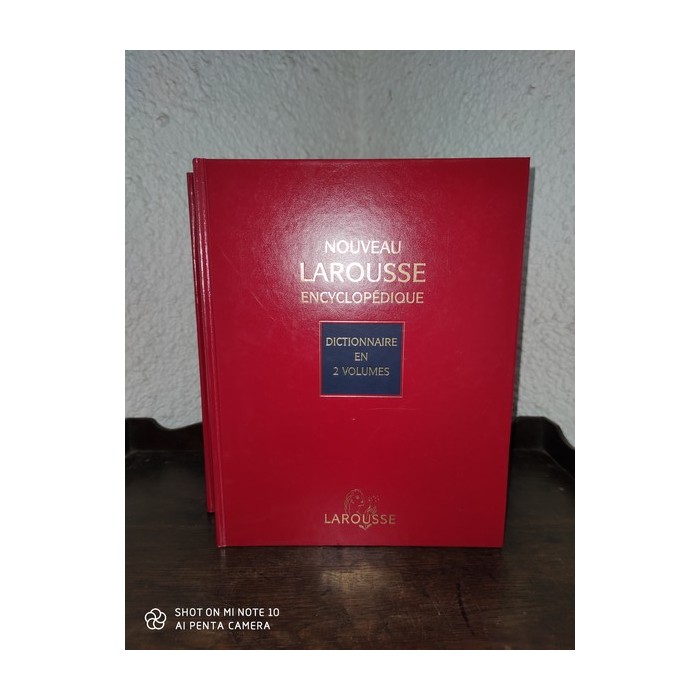 NOUVEAU
LAROUSSE
ENCYCLOPÉDIQUE
DICTIONNAIRE
EN
2 VOLUMES
LAROUSSE
SHOT ON MI NOTE 10
AI PENTA CAMERA